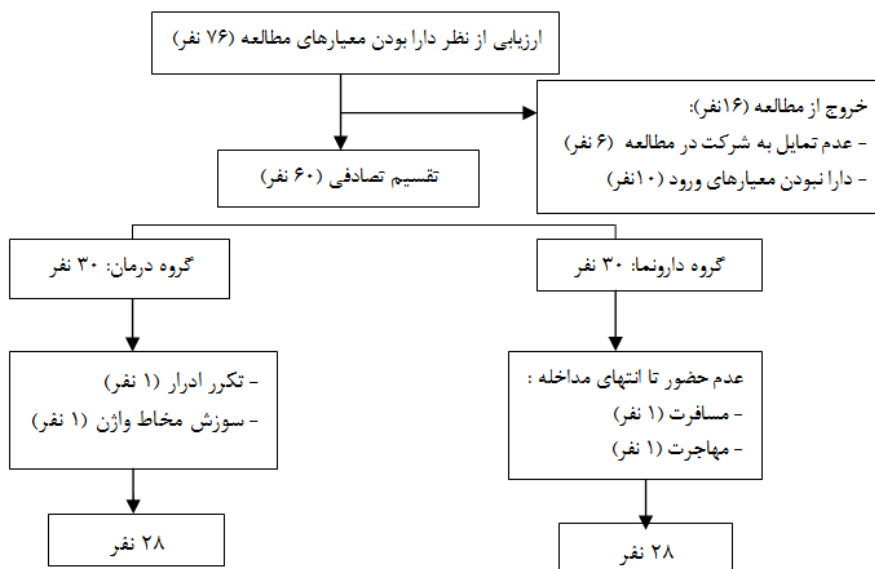 ارزیابی از نظر دارا بودن معیارهای مطالعه (۷۶ نفر)
خروج از مطالعه (۱۶نفر):
- عدم تمایل به شرکت در مطالعه (۶ نفر)
- دارا نبودن معیارهای ورود (۱۰نفر)
تقسیم تصادفی (۶۰ نفر)
گروه دارونما: ۳۰ نفر
گروه درمان: ۳۰ نفر
عدم حضور تا انتهای مداخله :
- مسافرت (۱ نفر)
- مهاجرت (۱ نفر)
- تکرر ادرار (۱ نفر)
- سوزش مخاط واژن (۱ نفر)
۲۸ نفر
۲۸ نفر